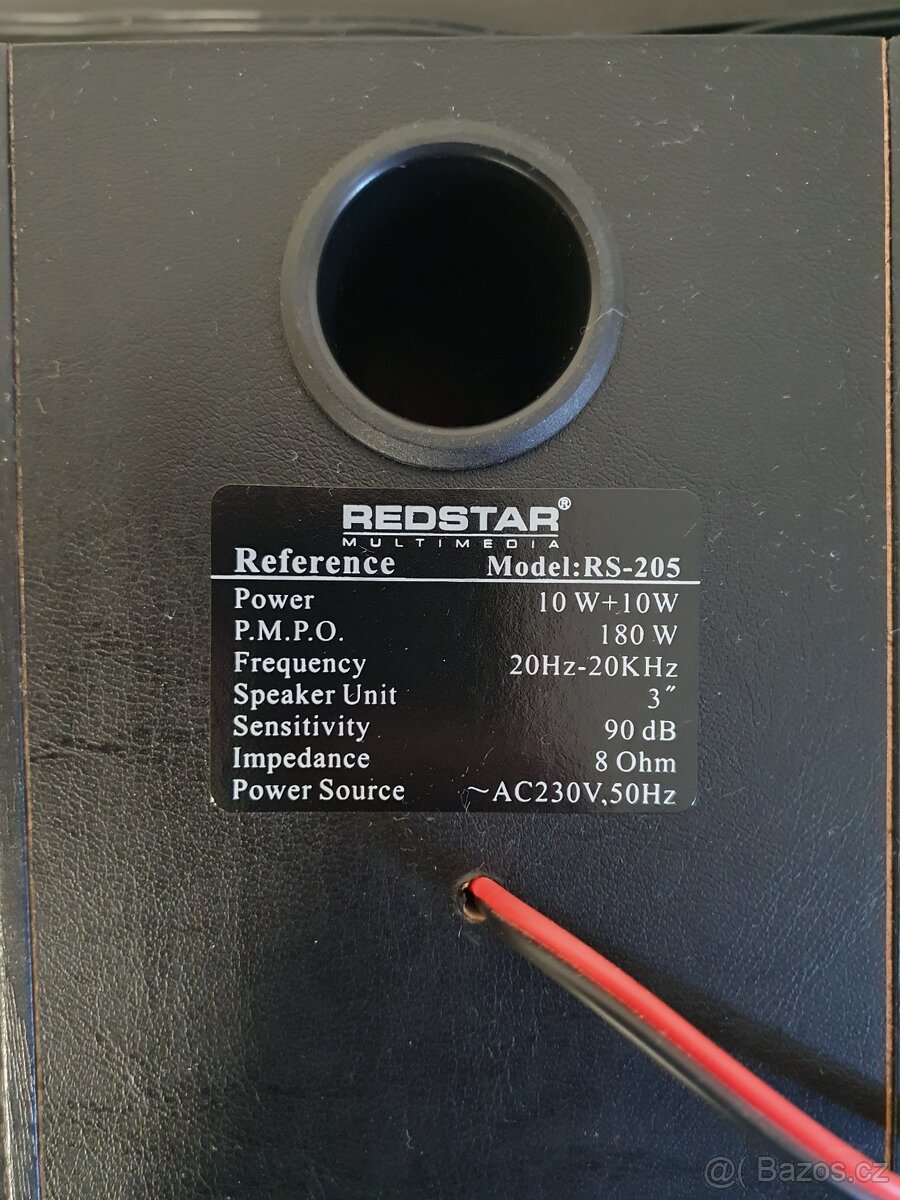 REDSTAR®
MULTIMEDIA
Reference Model:RS-205
Power 10 W+10W
P.M.P.O. 180 W
Frequency 20Hz-20KHz
Speaker Unit 3″
Sensitivity 90 dB
Impedance 8 Ohm
Power Source ~AC230V,50Hz
@( Bazos.cz